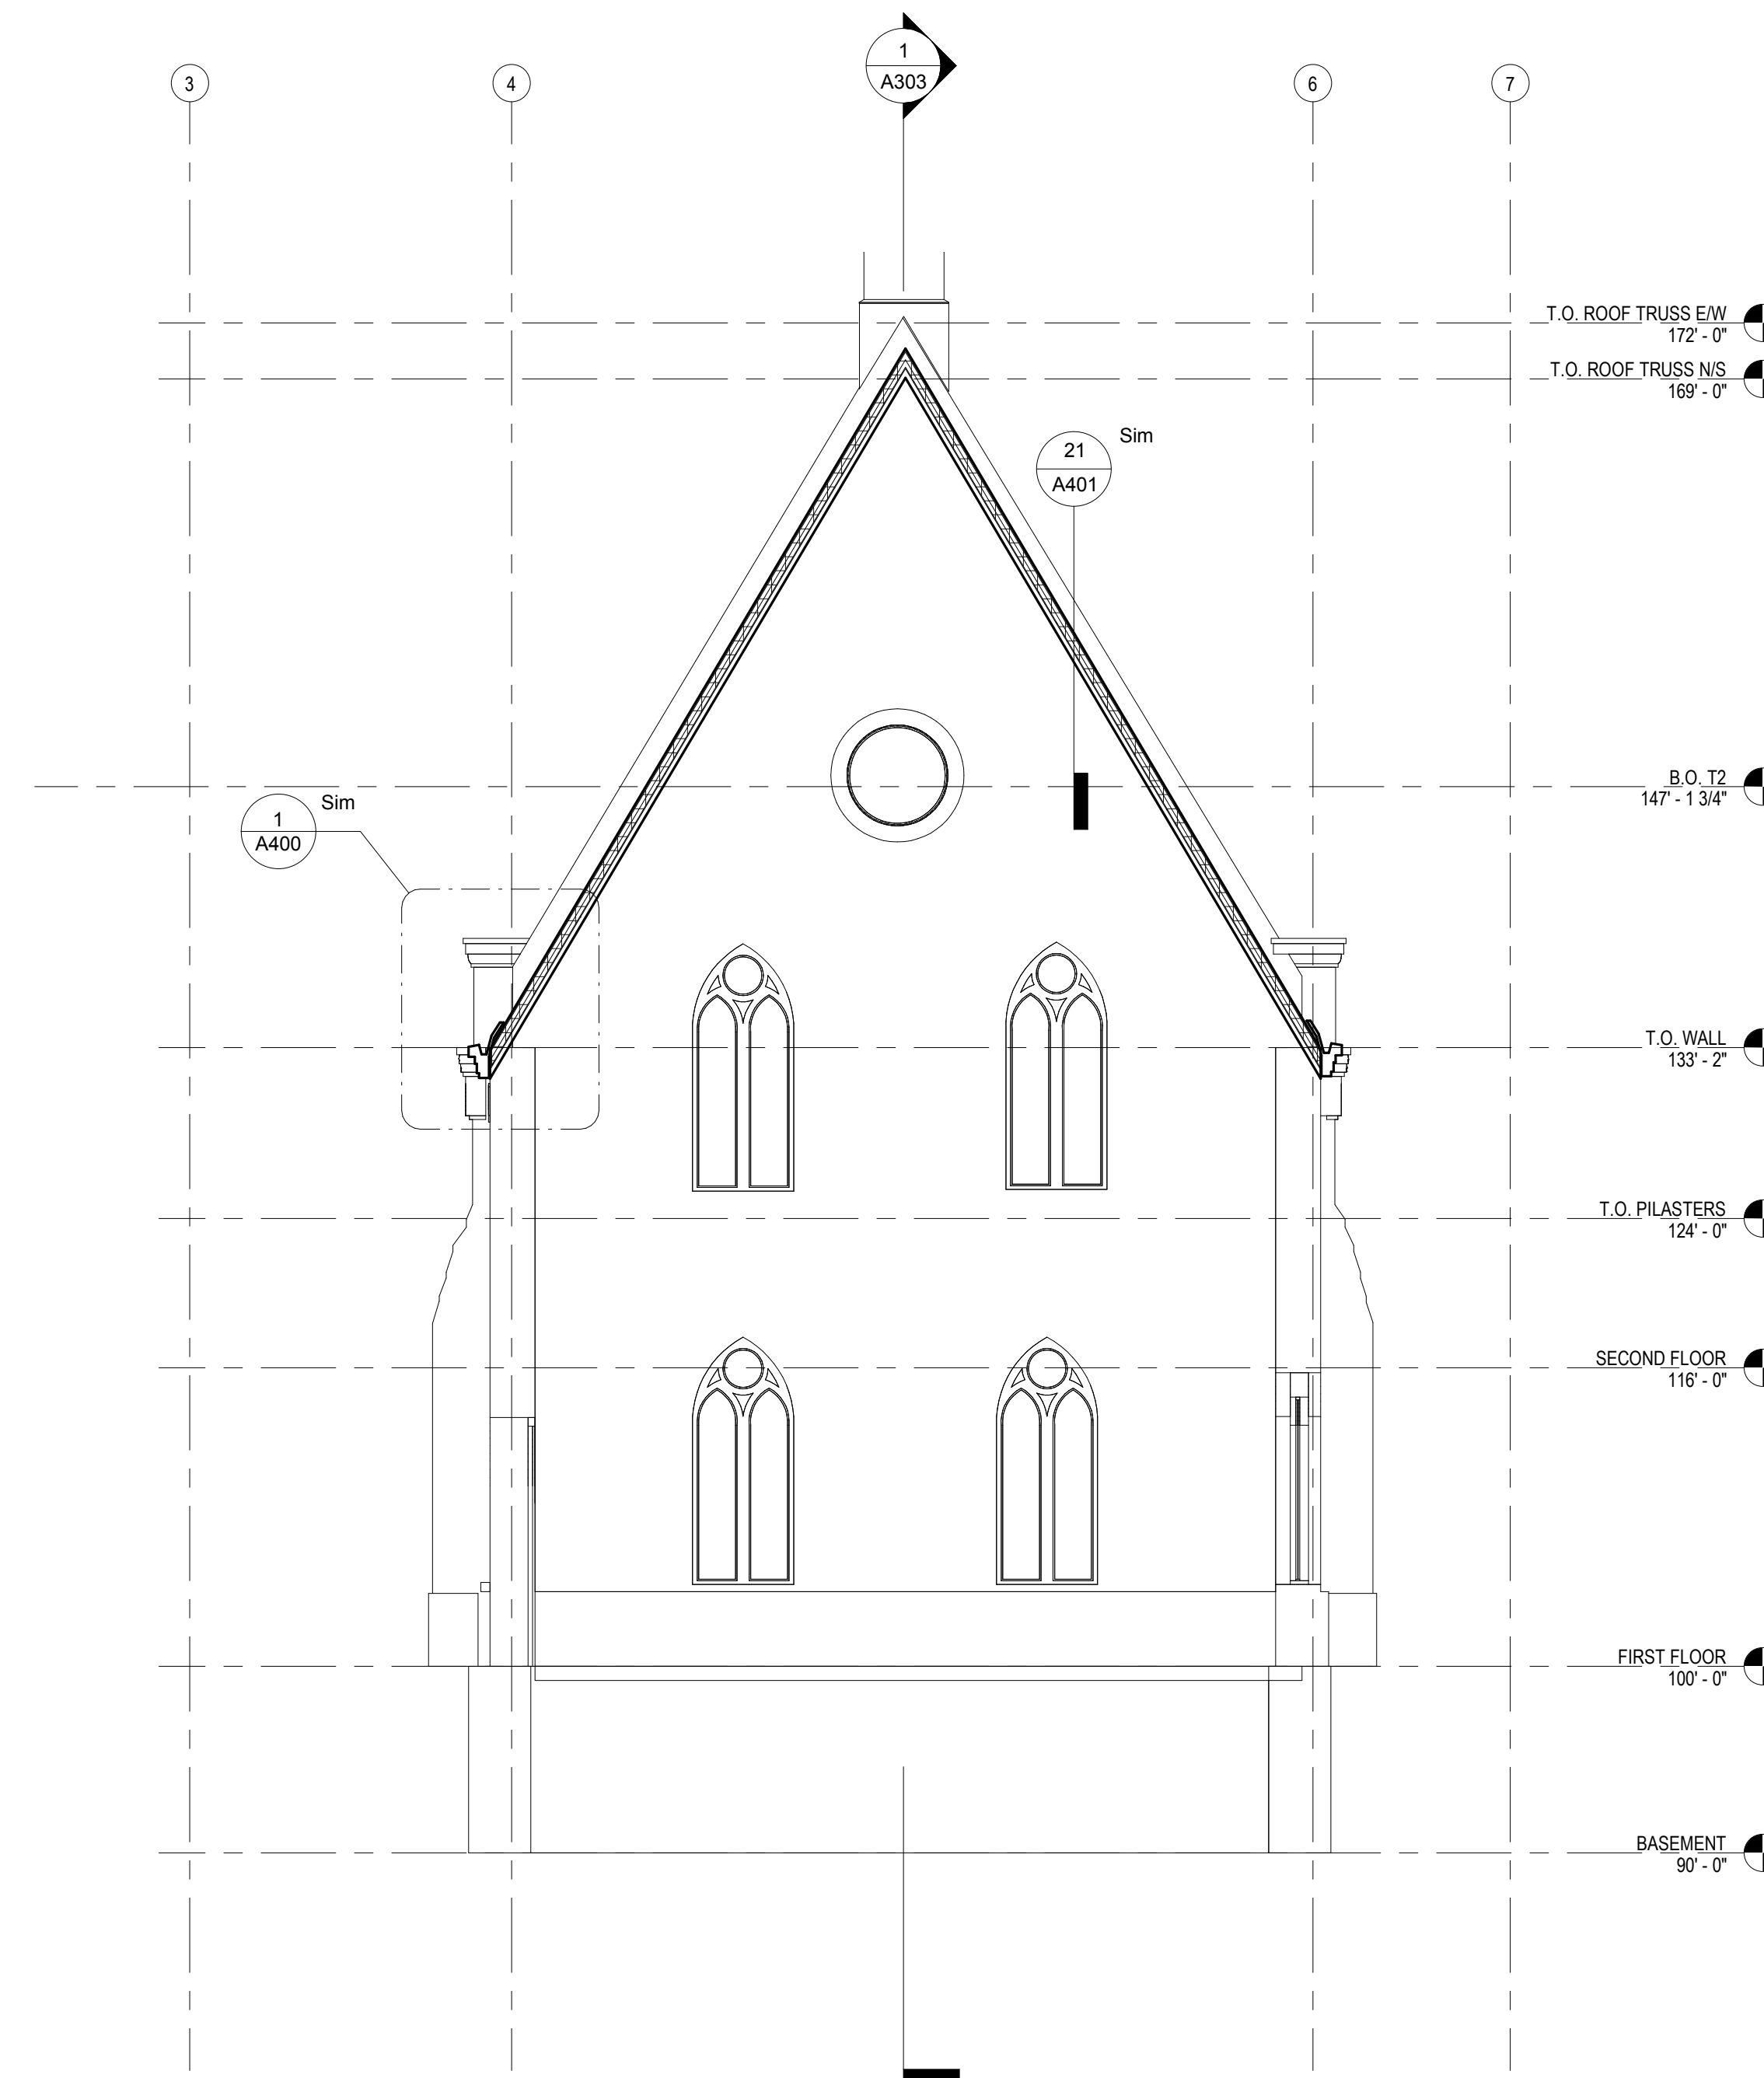 1
A303
3
4
6
7
T.O. ROOF TRUSS E/W
172' - 0"
T.O. ROOF TRUSS N/S
169' - 0"
21
A401
Sim
B.O. T2
147' - 1 3/4"
1
A400
Sim
T.O. WALL
133' - 2"
T.O. PILASTERS
124' - 0"
SECOND FLOOR
116' - 0"
FIRST FLOOR
100' - 0"
BASEMENT
90' - 0"